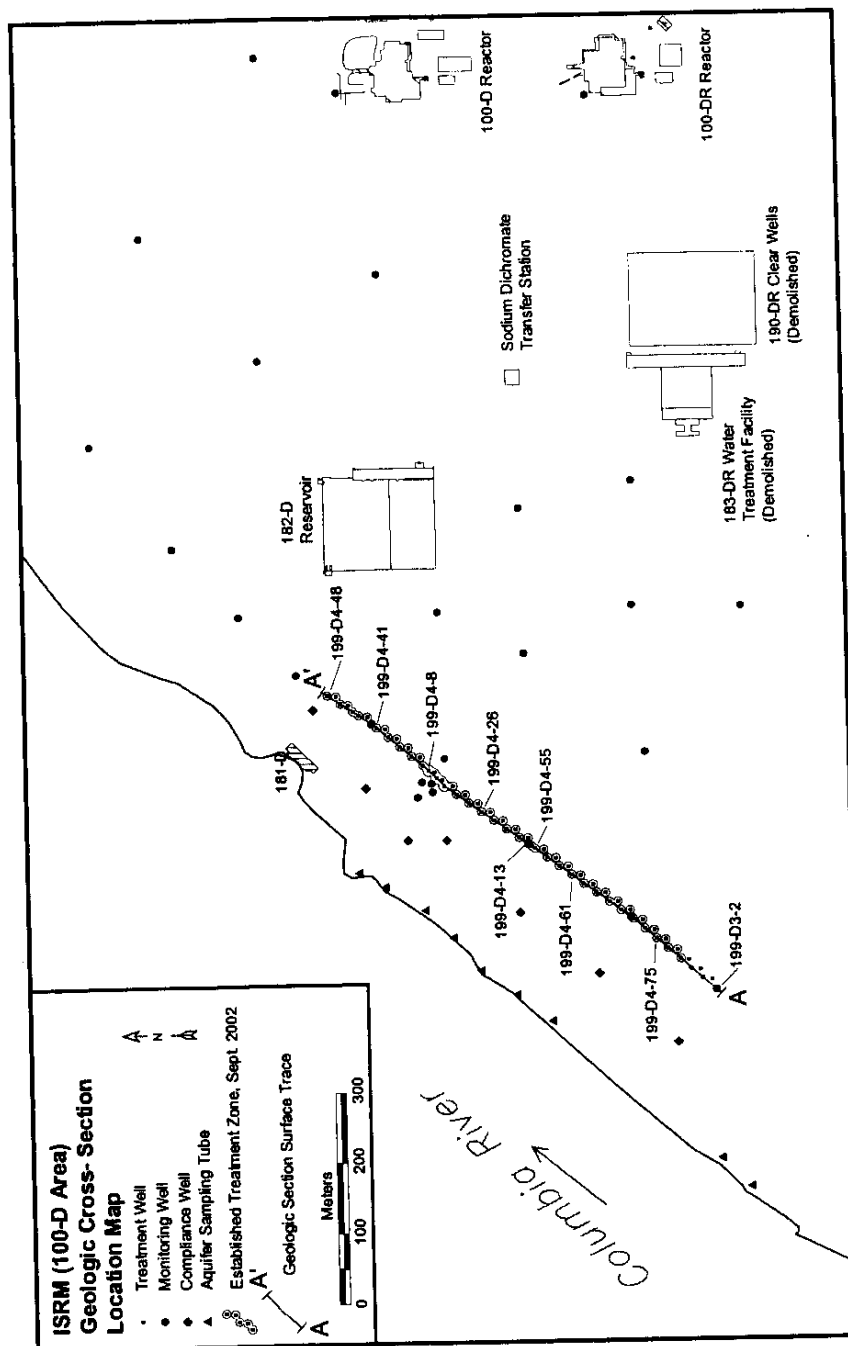 ISRM (100-D Area)
Geologic Cross- Section
Location Map
Treatment Well
Monitoring Well
Compliance Well
Aquifer Sampling Tube
Established Treatment Zone, Sept. 2002
Geologic Section Surface Trace
A
A'
N
Meters
0
100
200
300
Columbia River
181-D
A'
199-D4-48
199-D4-41
199-D4-8
199-D4-26
199-D4-55
199-D4-13
199-D4-61
199-D4-75
199-D3-2
A
182-D
Reservoir
Sodium Dichromate
Transfer Station
183-DR Water
Treatment Facility
(Demolished)
190-DR Clear Wells
(Demolished)
100-D Reactor
100-DR Reactor